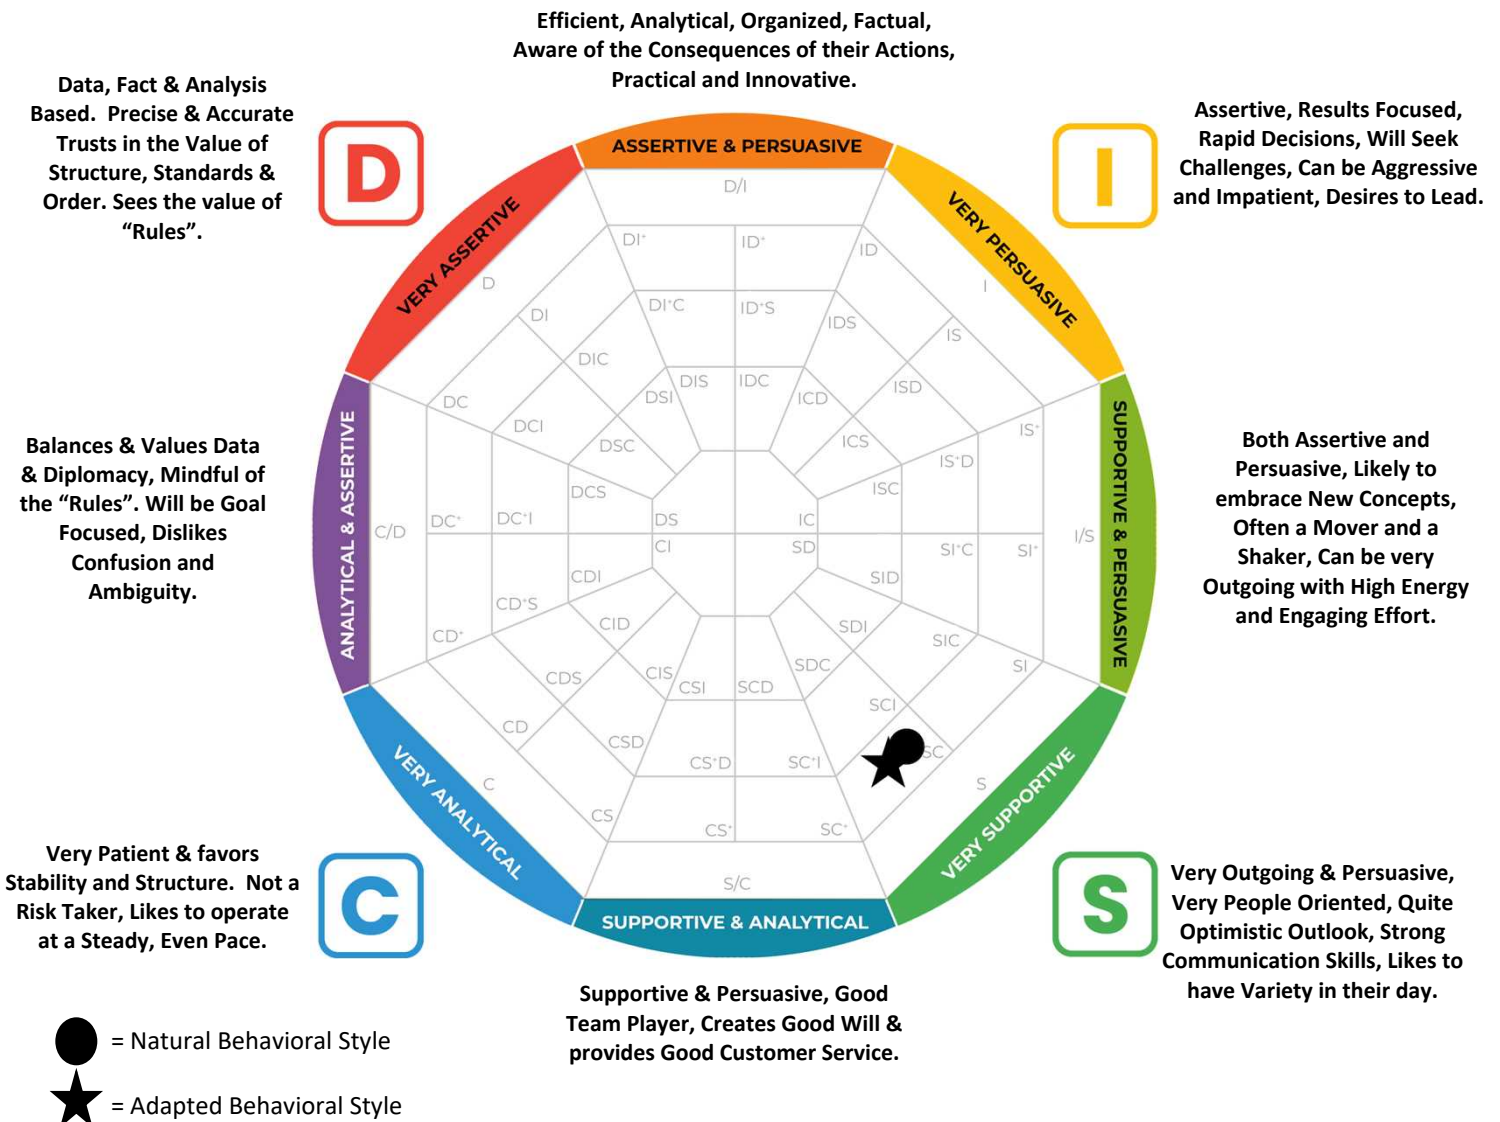 Efficient, Analytical, Organized, Factual,
Aware of the Consequences of their Actions,
Practical and Innovative.
Data, Fact & Analysis
Based. Precise & Accurate
Trusts in the Value of
Structure, Standards &
Order. Sees the value of
“Rules”.
D
I
Assertive, Results Focused,
Rapid Decisions, Will Seek
Challenges, Can be Aggressive
and Impatient, Desires to Lead.
ASSERTIVE & PERSUASIVE
VERY ASSERTIVE
VERY PERSUASIVE
D/I
DI⁺
ID⁺
ID
D
I
DI
DI⁺C
ID⁺S
IDS
IS
DIC
DIS
IDC
ISD
DSI
ICD
DC
DCI
DSC
ICS
IS⁺
IS⁺D
DCS
ISC
Balances & Values Data
& Diplomacy, Mindful of
the “Rules”. Will be Goal
Focused, Dislikes
Confusion and
Ambiguity.
ANALYTICAL & ASSERTIVE
C/D
DC⁺
DC⁺I
DS
IC
I/S
SUPPORTIVE & PERSUASIVE
Both Assertive and
Persuasive, Likely to
embrace New Concepts,
Often a Mover and a
Shaker, Can be very
Outgoing with High Energy
and Engaging Effort.
CI
SD
SI⁺C
SI⁺
CDI
SID
CD⁺S
CID
SDI
CD⁺
SIC
CDS
CIS
CSI
SCD
SDC
SI
SCI
CD
CSD
CS⁺D
SC⁺I
SC
C
S
CS
CS⁺
SC⁺
S/C
VERY ANALYTICAL
VERY SUPPORTIVE
SUPPORTIVE & ANALYTICAL
Very Patient & favors
Stability and Structure. Not a
Risk Taker, Likes to operate
at a Steady, Even Pace.
C
S
Very Outgoing & Persuasive,
Very People Oriented, Quite
Optimistic Outlook, Strong
Communication Skills, Likes to
have Variety in their day.
Supportive & Persuasive, Good
Team Player, Creates Good Will &
provides Good Customer Service.
= Natural Behavioral Style
= Adapted Behavioral Style